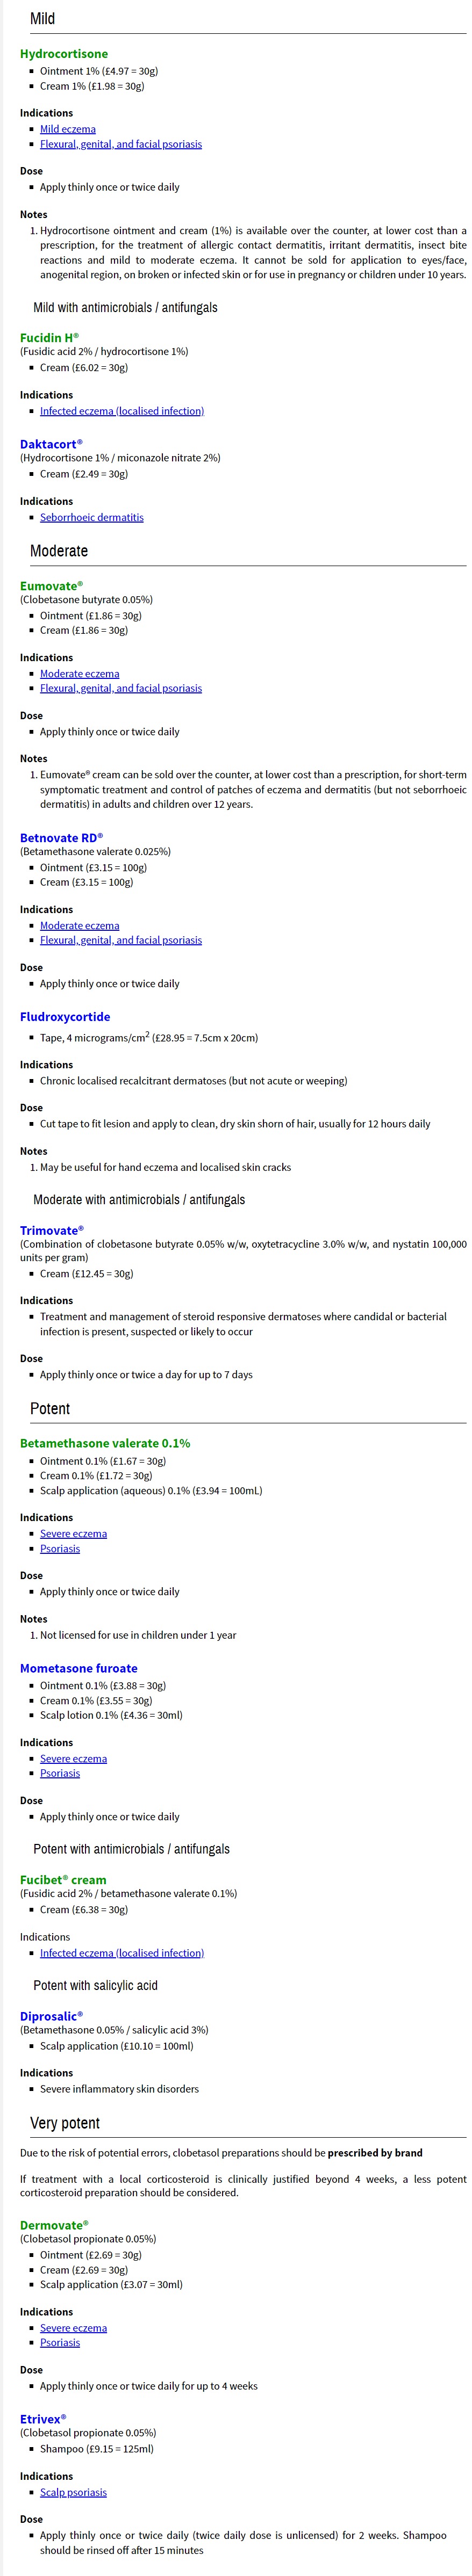 Mild
Hydrocortisone
▪ Ointment 1% (£4.97 = 30g)
▪ Cream 1% (£1.98 = 30g)
Indications
▪ Mild eczema
▪ Flexural, genital, and facial psoriasis
Dose
▪ Apply thinly once or twice daily
Notes
1. Hydrocortisone ointment and cream (1%) is available over the counter, at lower cost than a
prescription, for the treatment of allergic contact dermatitis, irritant dermatitis, insect bite
reactions and mild to moderate eczema. It cannot be sold for application to eyes/face,
anogenital region, on broken or infected skin or for use in pregnancy or children under 10 years.
Mild with antimicrobials / antifungals
Fucidin H®
(Fusidic acid 2% / hydrocortisone 1%)
▪ Cream (£6.02 = 30g)
Indications
▪ Infected eczema (localised infection)
Daktacort®
(Hydrocortisone 1% / miconazole nitrate 2%)
▪ Cream (£2.49 = 30g)
Indications
▪ Seborrhoeic dermatitis
Moderate
Eumovate®
(Clobetasone butyrate 0.05%)
▪ Ointment (£1.86 = 30g)
▪ Cream (£1.86 = 30g)
Indications
▪ Moderate eczema
▪ Flexural, genital, and facial psoriasis
Dose
▪ Apply thinly once or twice daily
Notes
1. Eumovate® cream can be sold over the counter, at lower cost than a prescription, for short-term
symptomatic treatment and control of patches of eczema and dermatitis (but not seborrhoeic
dermatitis) in adults and children over 12 years.
Betnovate RD®
(Betamethasone valerate 0.025%)
▪ Ointment (£3.15 = 100g)
▪ Cream (£3.15 = 100g)
Indications
▪ Moderate eczema
▪ Flexural, genital, and facial psoriasis
Dose
▪ Apply thinly once or twice daily
Fludroxycortide
▪ Tape, 4 micrograms/cm² (£28.95 = 7.5cm x 20cm)
Indications
▪ Chronic localised recalcitrant dermatoses (but not acute or weeping)
Dose
▪ Cut tape to fit lesion and apply to clean, dry skin shorn of hair, usually for 12 hours daily
Notes
1. May be useful for hand eczema and localised skin cracks
Moderate with antimicrobials / antifungals
Trimovate®
(Combination of clobetasone butyrate 0.05% w/w, oxytetracycline 3.0% w/w, and nystatin 100,000
units per gram)
▪ Cream (£12.45 = 30g)
Indications
▪ Treatment and management of steroid responsive dermatoses where candidal or bacterial
infection is present, suspected or likely to occur
Dose
▪ Apply thinly once or twice a day for up to 7 days
Potent
Betamethasone valerate 0.1%
▪ Ointment 0.1% (£1.67 = 30g)
▪ Cream 0.1% (£1.72 = 30g)
▪ Scalp application (aqueous) 0.1% (£3.94 = 100mL)
Indications
▪ Severe eczema
▪ Psoriasis
Dose
▪ Apply thinly once or twice daily
Notes
1. Not licensed for use in children under 1 year
Mometasone furoate
▪ Ointment 0.1% (£3.88 = 30g)
▪ Cream 0.1% (£3.55 = 30g)
▪ Scalp lotion 0.1% (£4.36 = 30ml)
Indications
▪ Severe eczema
▪ Psoriasis
Dose
▪ Apply thinly once or twice daily
Potent with antimicrobials / antifungals
Fucibet® cream
(Fusidic acid 2% / betamethasone valerate 0.1%)
▪ Cream (£6.38 = 30g)
Indications
▪ Infected eczema (localised infection)
Potent with salicylic acid
Diprosalic®
(Betamethasone 0.05% / salicylic acid 3%)
▪ Scalp application (£10.10 = 100ml)
Indications
▪ Severe inflammatory skin disorders
Very potent
Due to the risk of potential errors, clobetasol preparations should be prescribed by brand
If treatment with a local corticosteroid is clinically justified beyond 4 weeks, a less potent
corticosteroid preparation should be considered.
Dermovate®
(Clobetasol propionate 0.05%)
▪ Ointment (£2.69 = 30g)
▪ Cream (£2.69 = 30g)
▪ Scalp application (£3.07 = 30ml)
Indications
▪ Severe eczema
▪ Psoriasis
Dose
▪ Apply thinly once or twice daily for up to 4 weeks
Etrivex®
(Clobetasol propionate 0.05%)
▪ Shampoo (£9.15 = 125ml)
Indications
▪ Scalp psoriasis
Dose
▪ Apply thinly once or twice daily (twice daily dose is unlicensed) for 2 weeks. Shampoo
should be rinsed off after 15 minutes